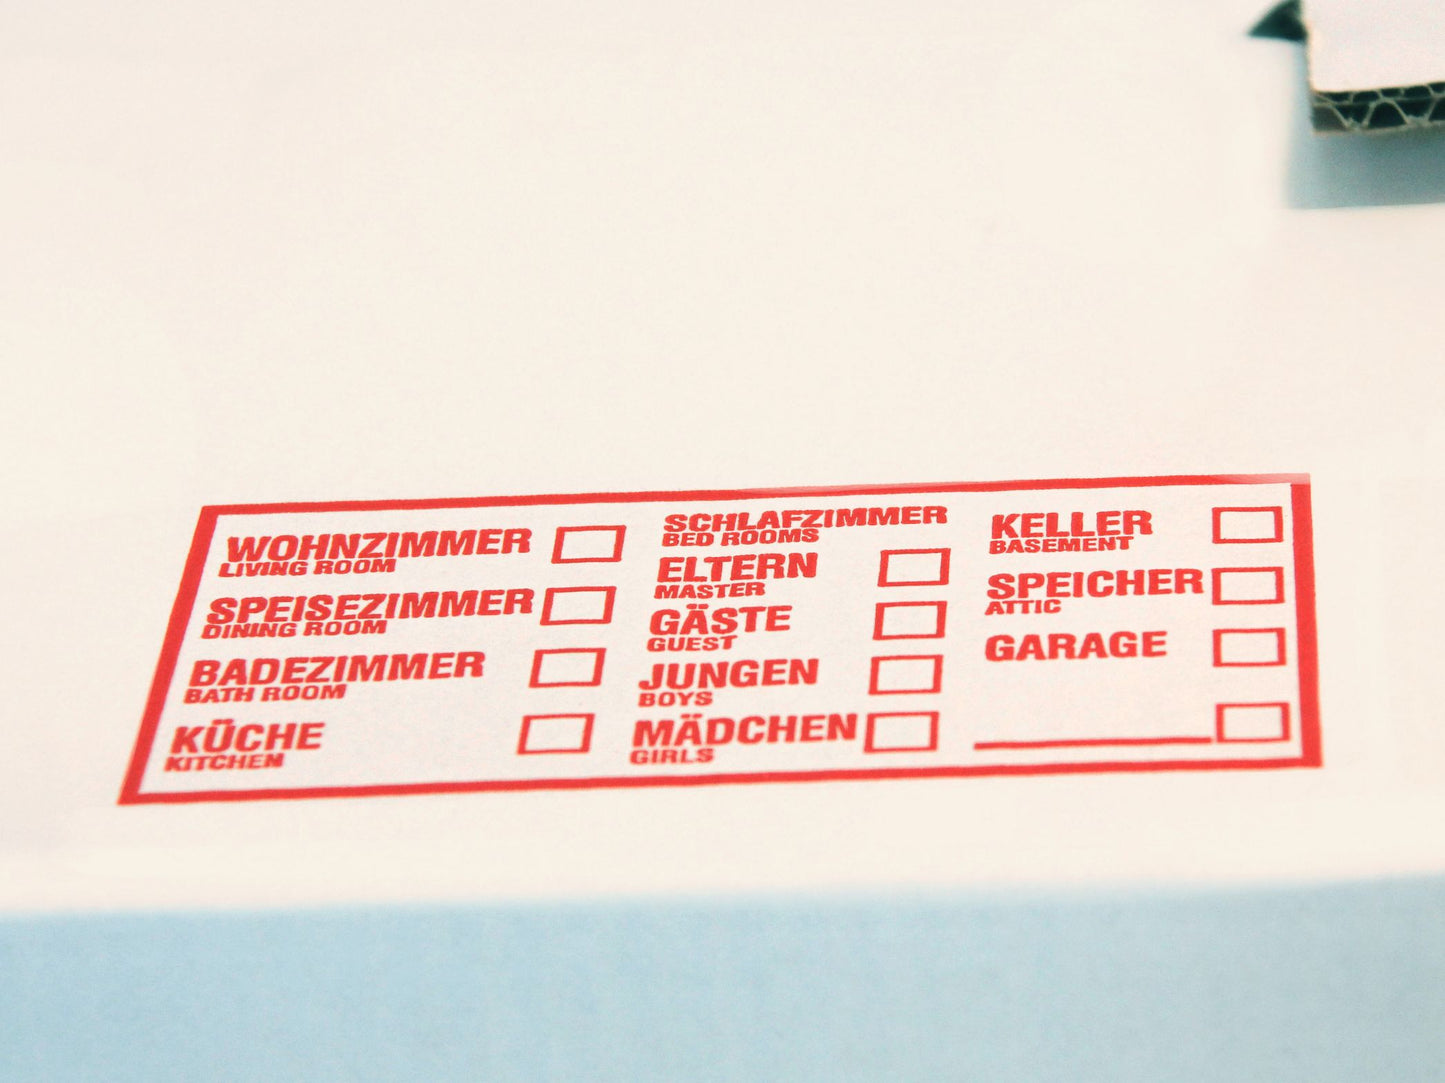 WOHNZIMMER
LIVING ROOM
SPEISEZIMMER
DINING ROOM
BADEZIMMER
BATH ROOM
KÜCHE
KITCHEN
SCHLAFZIMMER
BED ROOMS
ELTERN
MASTER
GÄSTE
GUEST
JUNGEN
BOYS
MÄDCHEN
GIRLS
KELLER
BASEMENT
SPEICHER
ATTIC
GARAGE